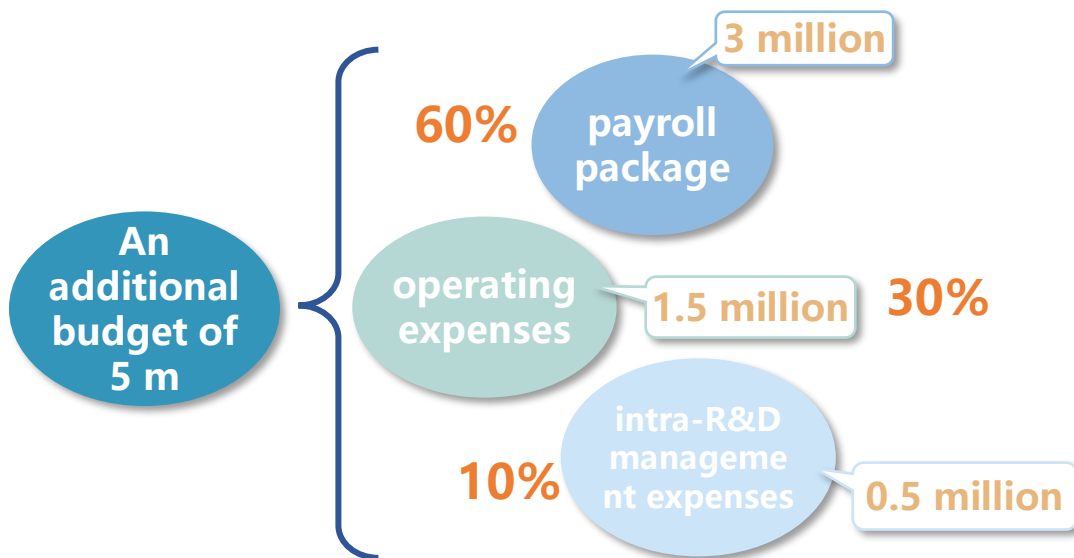 3 million
60%
payroll
package
An
additional
budget of
5 m
operating
expenses
1.5 million
30%
intra-R&D
manageme
nt expenses
10%
0.5 million